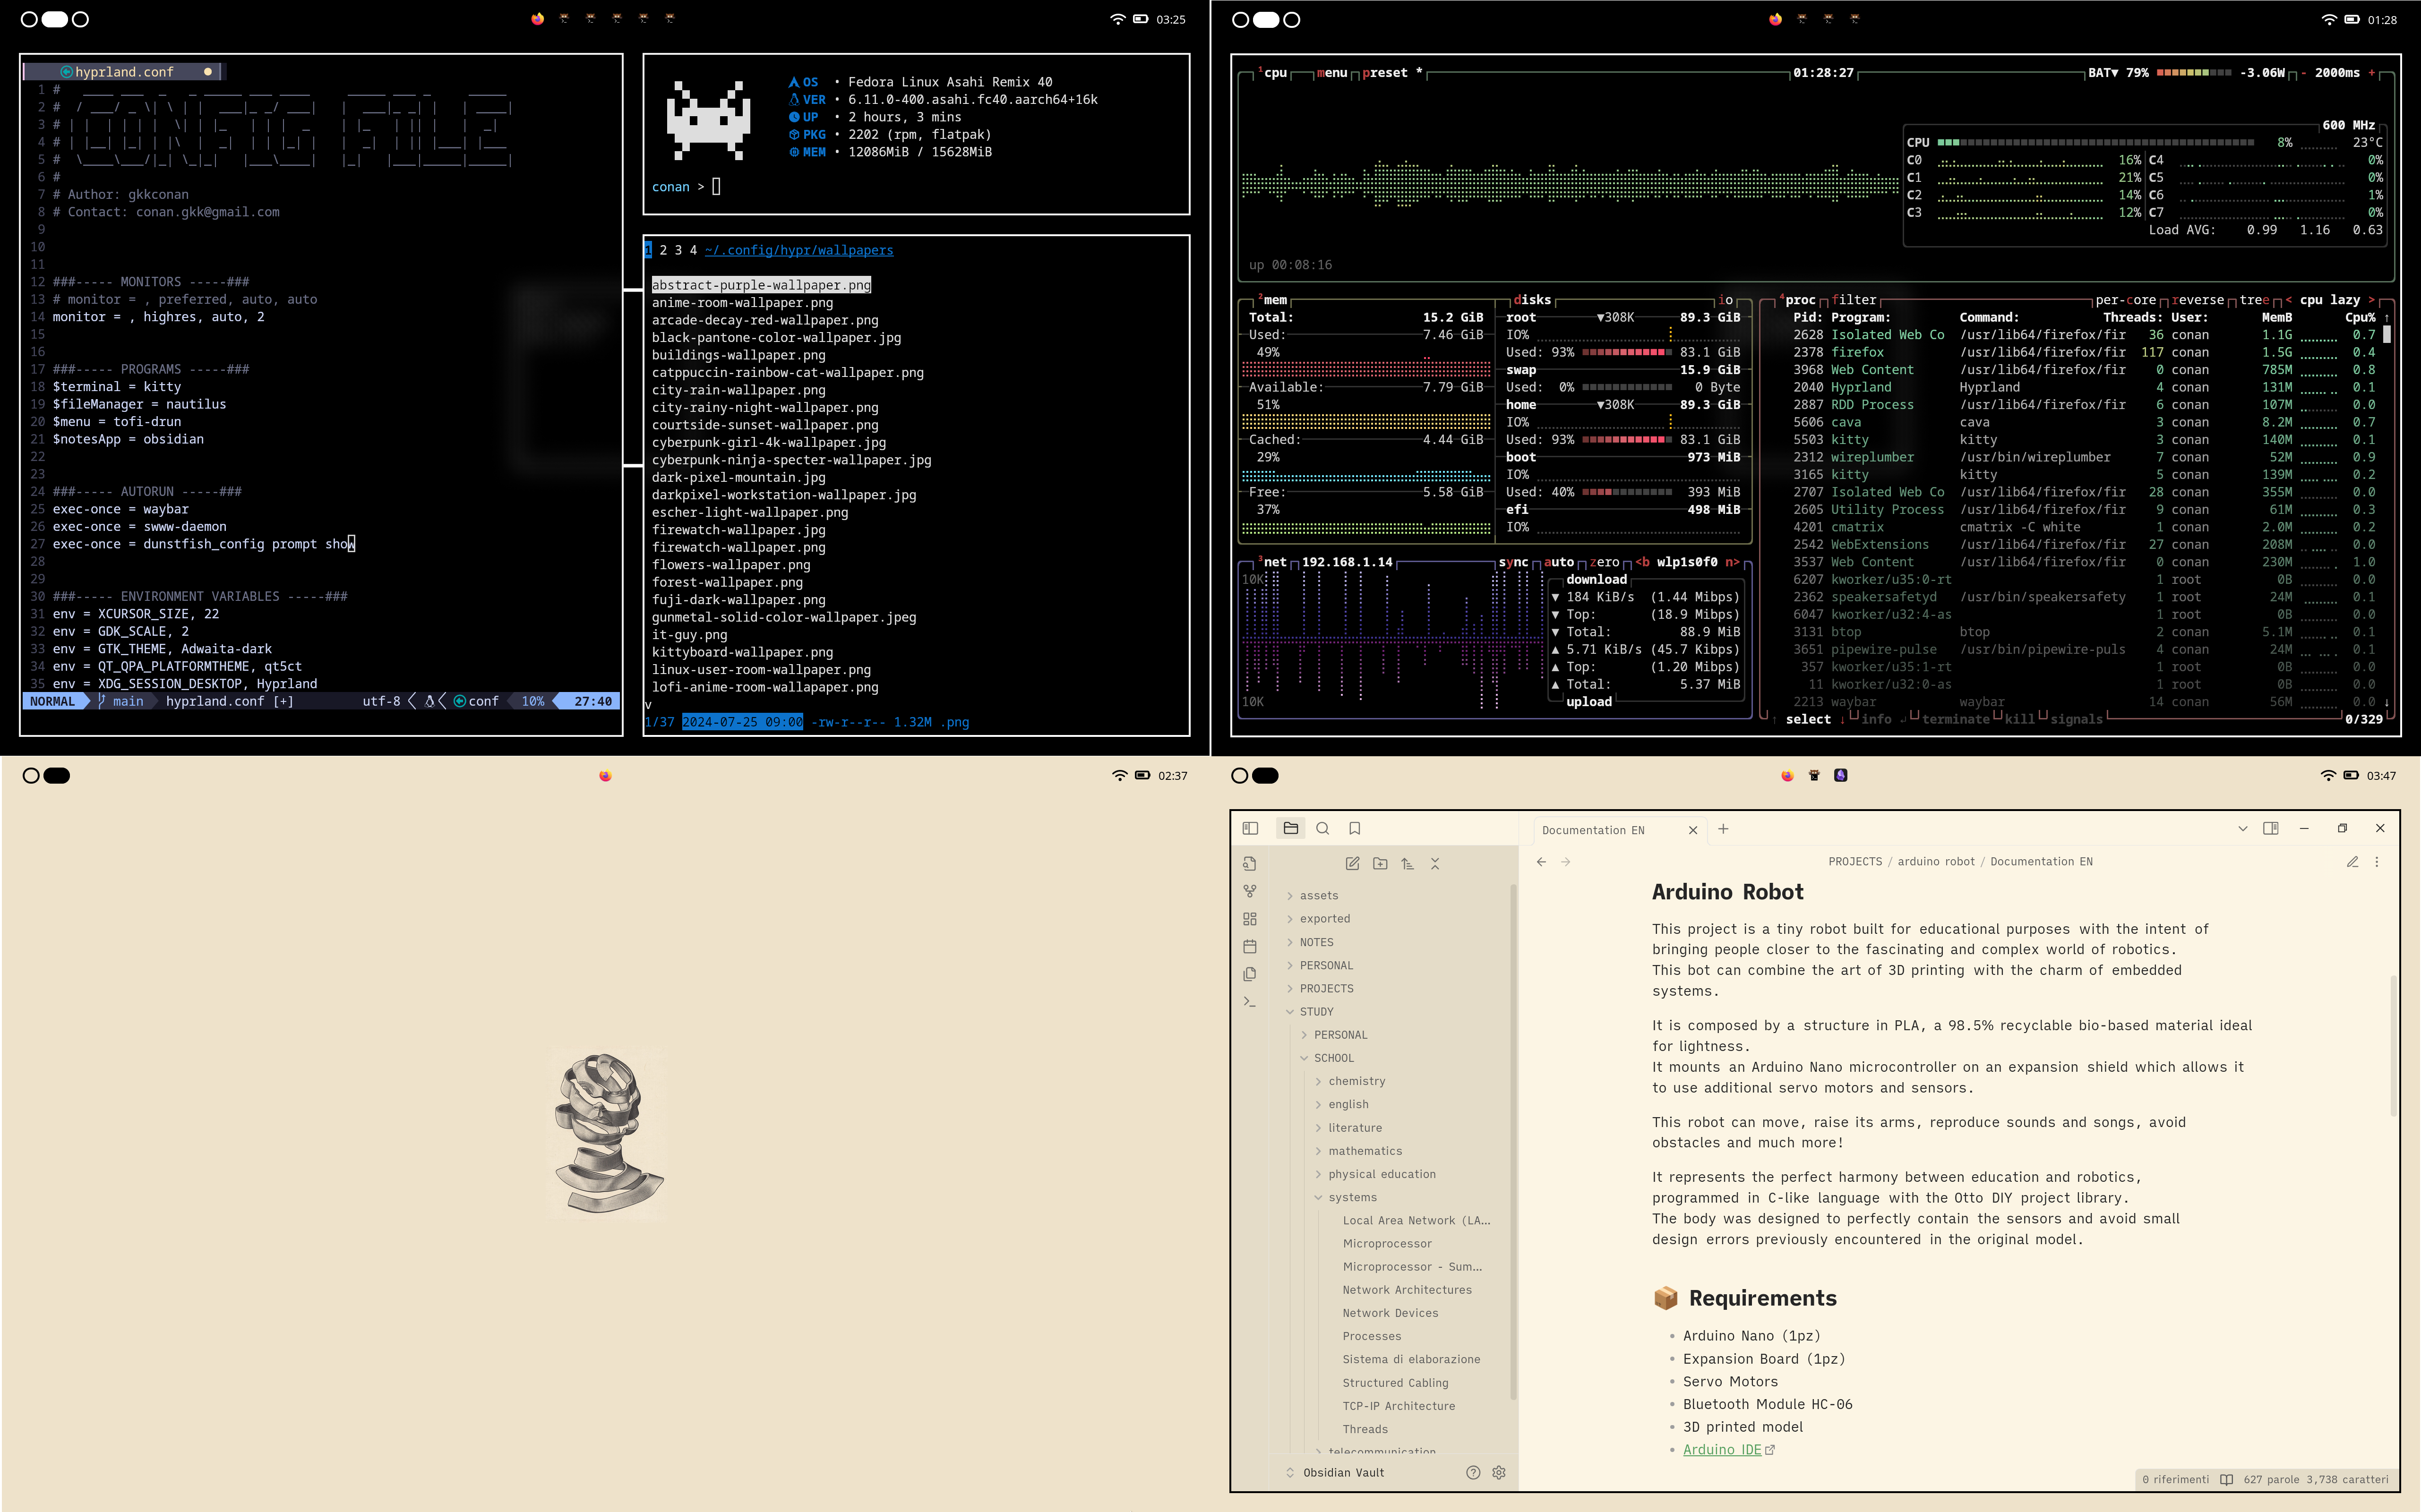 03:25
hyprland.conf
1 #
2 #
3 #
4 #
5 #
6 #
7 # Author: gkkconan
8 # Contact: conan.gkk@gmail.com
9
10
11
12 ###----- MONITORS -----###
13 # monitor = , preferred, auto, auto
14 monitor = , highres, auto, 2
15
16
17 ###----- PROGRAMS -----###
18 $terminal = kitty
19 $fileManager = nautilus
20 $menu = tofi-drun
21 $notesApp = obsidian
22
23
24 ###----- AUTORUN -----###
25 exec-once = waybar
26 exec-once = swww-daemon
27 exec-once = dunstfish_config prompt show
28
29
30 ###----- ENVIRONMENT VARIABLES -----###
31 env = XCURSOR_SIZE, 22
32 env = GDK_SCALE, 2
33 env = GTK_THEME, Adwaita-dark
34 env = QT_QPA_PLATFORMTHEME, qt5ct
35 env = XDG_SESSION_DESKTOP, Hyprland
NORMAL main hyprland.conf [+] utf-8 conf 10% 27:40
OS • Fedora Linux Asahi Remix 40
VER • 6.11.0-400.asahi.fc40.aarch64+16k
UP • 2 hours, 3 mins
PKG • 2202 (rpm, flatpak)
MEM • 12086MiB / 15628MiB
conan >
1 2 3 4 ~/.config/hypr/wallpapers
abstract-purple-wallpaper.png
anime-room-wallpaper.png
arcade-decay-red-wallpaper.png
black-pantone-color-wallpaper.jpg
buildings-wallpaper.png
catppuccin-rainbow-cat-wallpaper.png
city-rain-wallpaper.png
city-rainy-night-wallpaper.png
courtside-sunset-wallpaper.png
cyberpunk-girl-4k-wallpaper.jpg
cyberpunk-ninja-specter-wallpaper.jpg
dark-pixel-mountain.jpg
darkpixel-workstation-wallpaper.jpg
escher-light-wallpaper.png
firewatch-wallpaper.jpg
firewatch-wallpaper.png
flowers-wallpaper.png
forest-wallpaper.png
fuji-dark-wallpaper.png
gunmetal-solid-color-wallpaper.jpeg
it-guy.png
kittyboard-wallpaper.png
linux-user-room-wallpaper.png
lofi-anime-room-wallpaper.png
v
1/37 2024-07-25 09:00 -rw-r--r-- 1.32M .png
01:28
¹cpu menu preset * 01:28:27 BAT▼ 79% -3.06W - 2000ms +
600 MHz
CPU 8% 23°C
C0 16% C4 0%
C1 21% C5 0%
C2 14% C6 1%
C3 12% C7 0%
Load AVG: 0.99 1.16 0.63
up 00:08:16
²mem
Total: 15.2 GiB
Used: 7.46 GiB
49%
Available: 7.79 GiB
51%
Cached: 4.44 GiB
29%
Free: 5.58 GiB
37%
disks io
root ▼308K 89.3 GiB
IO%
Used: 93% 83.1 GiB
swap 15.9 GiB
Used: 0% 0 Byte
home ▼308K 89.3 GiB
IO%
Used: 93% 83.1 GiB
boot 973 MiB
IO%
Used: 40% 393 MiB
efi 498 MiB
IO%
³net 192.168.1.14 sync auto zero <b wlp1s0f0 n>
10K
10K
download
▼ 184 KiB/s (1.44 Mibps)
▼ Top: (18.9 Mibps)
▼ Total: 88.9 MiB
▲ 5.71 KiB/s (45.7 Kibps)
▲ Top: (1.20 Mibps)
▲ Total: 5.37 MiB
upload
⁴proc filter per-core reverse tree < cpu lazy >
Pid: Program: Command: Threads: User: MemB Cpu% ↑
2628 Isolated Web Co /usr/lib64/firefox/fir 36 conan 1.1G 0.7
2378 firefox /usr/lib64/firefox/fir 117 conan 1.5G 0.4
3968 Web Content /usr/lib64/firefox/fir 0 conan 785M 0.8
2040 Hyprland Hyprland 4 conan 131M 0.1
2887 RDD Process /usr/lib64/firefox/fir 6 conan 107M 0.0
5606 cava cava 3 conan 8.2M 0.7
5503 kitty kitty 3 conan 140M 0.1
2312 wireplumber /usr/bin/wireplumber 7 conan 52M 0.9
3165 kitty kitty 5 conan 139M 0.2
2707 Isolated Web Co /usr/lib64/firefox/fir 28 conan 355M 0.0
2605 Utility Process /usr/lib64/firefox/fir 9 conan 61M 0.3
4201 cmatrix cmatrix -C white 1 conan 2.0M 0.2
2542 WebExtensions /usr/lib64/firefox/fir 27 conan 208M 0.0
3537 Web Content /usr/lib64/firefox/fir 0 conan 230M 1.0
6207 kworker/u35:0-rt 1 root 0B 0.0
2362 speakersafetyd /usr/bin/speakersafety 1 root 24M 0.1
6047 kworker/u32:4-as 1 root 0B 0.0
3131 btop btop 2 conan 5.1M 0.1
3651 pipewire-pulse /usr/bin/pipewire-puls 4 conan 24M 0.1
357 kworker/u35:1-rt 1 root 0B 0.0
11 kworker/u32:0-as 1 root 0B 0.0
2213 waybar waybar 14 conan 56M 0.0 ↓
↑ select ↓ info ↲ terminate kill signals 0/329
02:37
03:47
Documentation EN
PROJECTS / arduino robot / Documentation EN
assets
exported
NOTES
PERSONAL
PROJECTS
STUDY
PERSONAL
SCHOOL
chemistry
english
literature
mathematics
physical education
systems
Local Area Network (LA...
Microprocessor
Microprocessor - Sum...
Network Architectures
Network Devices
Processes
Sistema di elaborazione
Structured Cabling
TCP-IP Architecture
Threads
telecommunication
Obsidian Vault
Arduino Robot
This project is a tiny robot built for educational purposes with the intent of
bringing people closer to the fascinating and complex world of robotics.
This bot can combine the art of 3D printing with the charm of embedded
systems.
It is composed by a structure in PLA, a 98.5% recyclable bio-based material ideal
for lightness.
It mounts an Arduino Nano microcontroller on an expansion shield which allows it
to use additional servo motors and sensors.
This robot can move, raise its arms, reproduce sounds and songs, avoid
obstacles and much more!
It represents the perfect harmony between education and robotics,
programmed in C-like language with the Otto DIY project library.
The body was designed to perfectly contain the sensors and avoid small
design errors previously encountered in the original model.
📦 Requirements
• Arduino Nano (1pz)
• Expansion Board (1pz)
• Servo Motors
• Bluetooth Module HC-06
• 3D printed model
• Arduino IDE
0 riferimenti 627 parole 3,738 caratteri